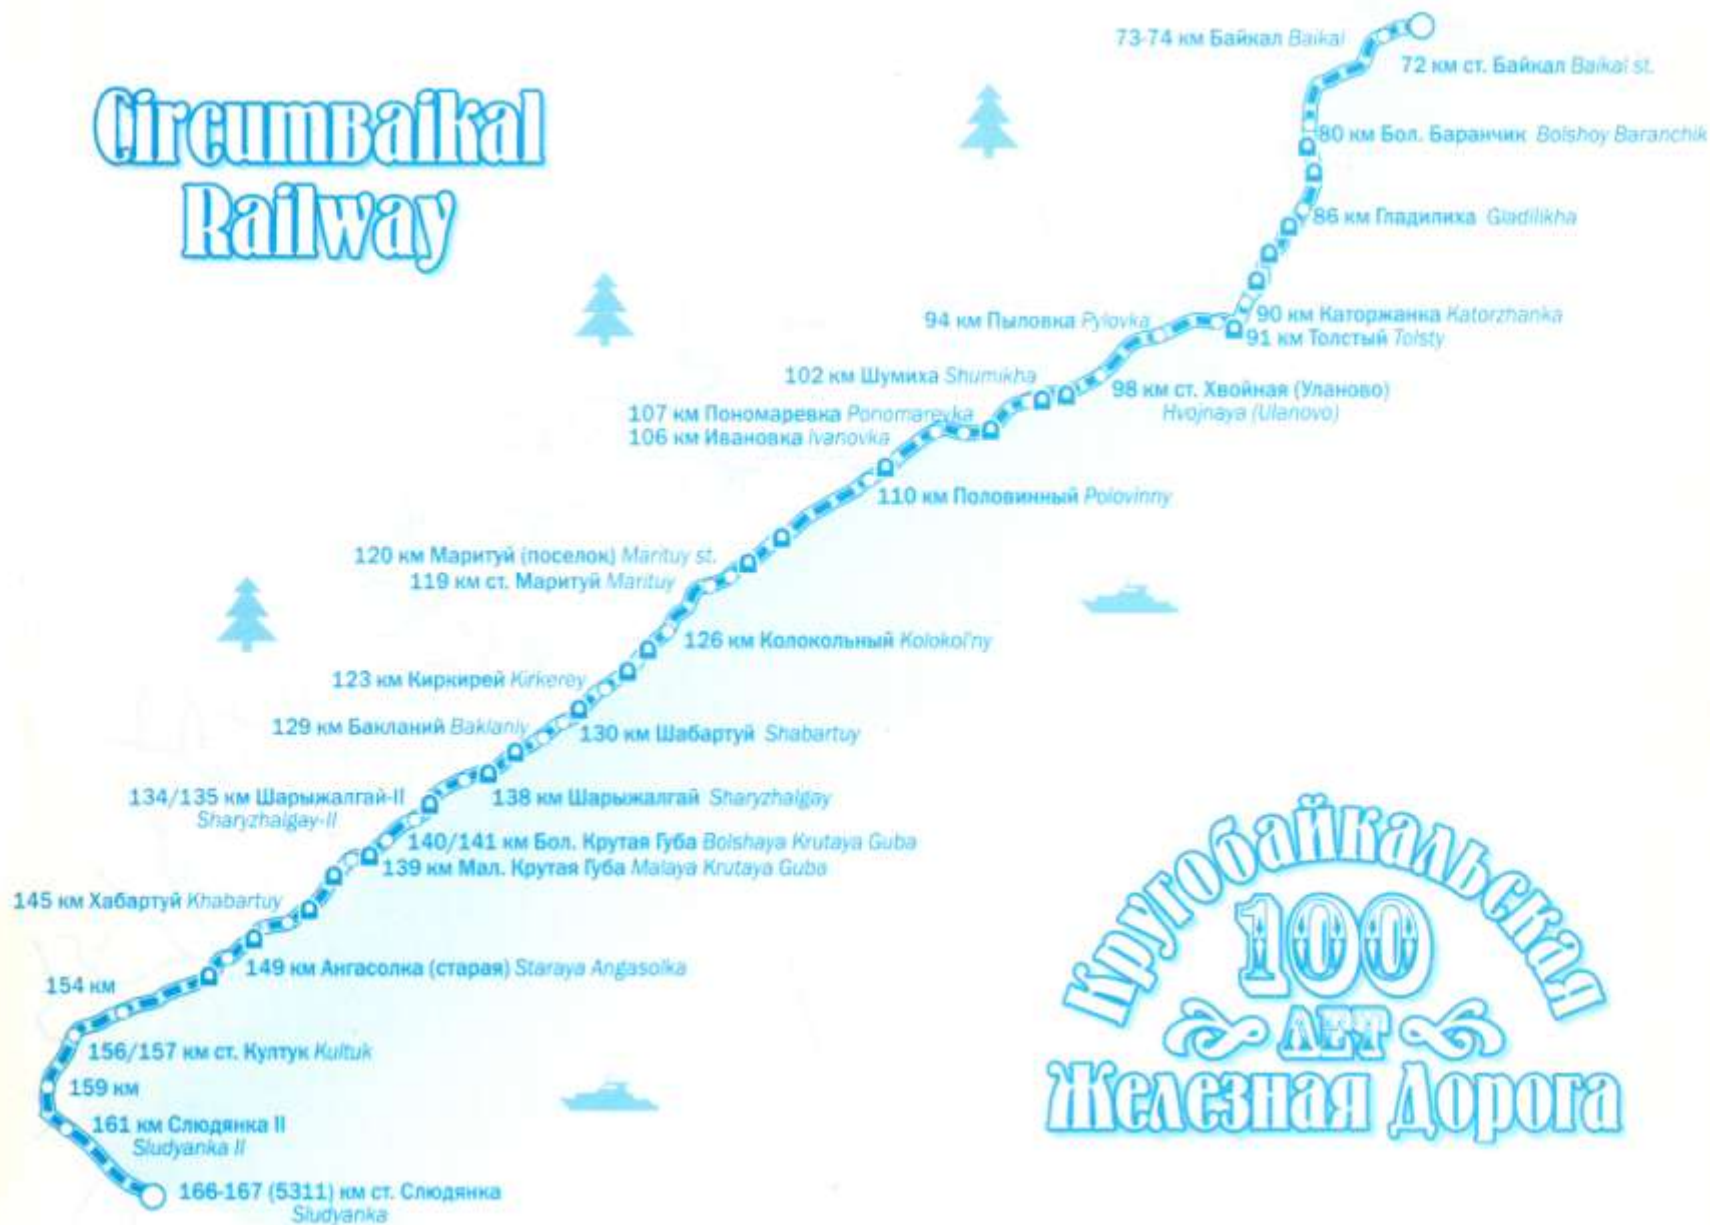 Circumbaikal
Railway
73-74 км Байкал Baikal
72 км ст. Байкал Baikal st.
80 км Бол. Баранчик Bolshoy Baranchik
86 км Гладилиха Gladilikha
90 км Каторжанка Katorzhanka
91 км Толстый Tolsty
94 км Пыловка Pylovka
98 км ст. Хвойная (Уланово)
Hvojnaya (Ulanovo)
102 км Шумиха Shumikha
107 км Пономаревка Ponomarevka
106 км Ивановка Ivanovka
110 км Половинный Polovinny
120 км Маритуй (поселок) Marituy st.
119 км ст. Маритуй Marituy
126 км Колокольный Kolokol'ny
123 км Киркирей Kirkerey
129 км Бакланий Baklaniy
130 км Шабартуй Shabartuy
134/135 км Шарыжалгай-II
Sharyzhalgay-II
138 км Шарыжалгай Sharyzhalgay
140/141 км Бол. Крутая Губа Bolshaya Krutaya Guba
139 км Мал. Крутая Губа Malaya Krutaya Guba
145 км Хабартуй Khabartuy
149 км Ангасолка (старая) Staraya Angasolka
154 км
156/157 км ст. Култук Kultuk
159 км
161 км Слюдянка II
Sludyanka II
166-167 (5311) км ст. Слюдянка
Sludyanka
Кругобайкальская
100
ЛЕТ
Железная Дорога